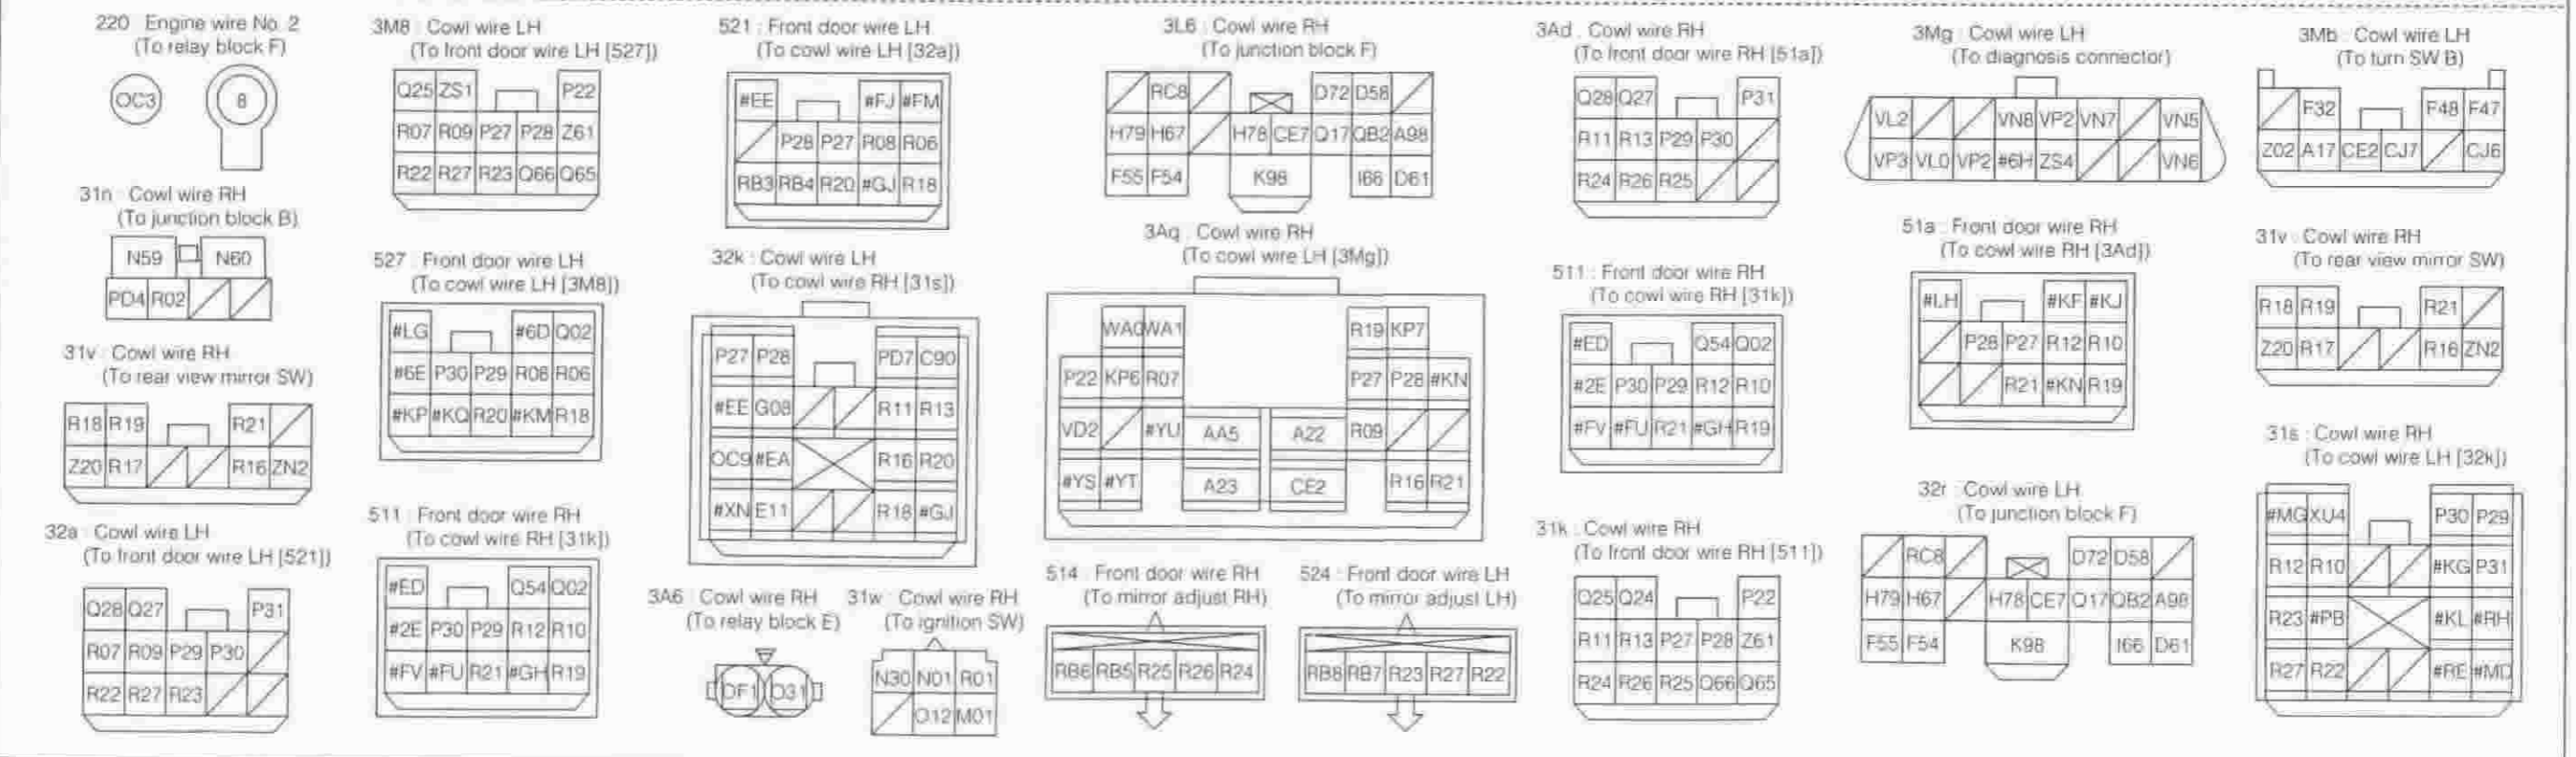 220 : Engine wire No. 2
(To relay block F)
OC3 8
31n : Cowl wire RH
(To junction block B)
N59 N60
PD4 R02
31v : Cowl wire RH
(To rear view mirror SW)
R18 R19 R21
Z20 R17 R16 ZN2
32a : Cowl wire LH
(To front door wire LH [521])
Q28 Q27 P31
R07 R09 P29 P30
R22 R27 R23
3M8 : Cowl wire LH
(To front door wire LH [527])
Q25 ZS1 P22
R07 R09 P27 P28 Z61
R22 R27 R23 Q66 Q65
527 : Front door wire LH
(To cowl wire LH [3M8])
#LG #6D Q02
#6E P30 P29 R08 R06
#KP #KQ R20 #KM R18
511 : Front door wire RH
(To cowl wire RH [31k])
#ED Q54 Q02
#2E P30 P29 R12 R10
#FV #FU R21 #GH R19
521 : Front door wire LH
(To cowl wire LH [32a])
#EE #FJ #FM
P28 P27 R08 R06
RB3 RB4 R20 #GJ R18
32k : Cowl wire LH
(To cowl wire RH [31s])
P27 P28 PD7 C90
#EE G08 R11 R13
OC9 #EA R16 R20
#XN E11 R18 #GJ
3A6 : Cowl wire RH
(To relay block E)
OF1 O31
31w : Cowl wire RH
(To ignition SW)
N30 N01 R01
O12 M01
3L6 : Cowl wire RH
(To junction block F)
RC8 D72 D58
H79 H67 H78 CE7 Q17 QB2 A98
F55 F54 K98 I66 D61
3Aq : Cowl wire RH
(To cowl wire LH [3Mg])
WA0 WA1 R19 KP7
P22 KP6 R07 P27 P28 #KN
VD2 #YU AA5 A22 R09
#YS #YT A23 CE2 R16 R21
514 : Front door wire RH
(To mirror adjust RH)
RB6 RB5 R25 R26 R24
524 : Front door wire LH
(To mirror adjust LH)
RB8 RB7 R23 R27 R22
3Ad : Cowl wire RH
(To front door wire RH [51a])
Q28 Q27 P31
R11 R13 P29 P30
R24 R26 R25
511 : Front door wire RH
(To cowl wire RH [31k])
#ED Q54 Q02
#2E P30 P29 R12 R10
#FV #FU R21 #GH R19
31k : Cowl wire RH
(To front door wire RH [511])
Q25 Q24 P22
R11 R13 P27 P28 Z61
R24 R26 R25 Q66 Q65
3Mg : Cowl wire LH
(To diagnosis connector)
VL2 VN8 VP2 VN7 VN5
VP3 VL0 VP2 #6H ZS4 VN6
51a : Front door wire RH
(To cowl wire RH [3Ad])
#LH #KF #KJ
P28 P27 R12 R10
R21 #KN R19
32r : Cowl wire LH
(To junction block F)
RC8 D72 D58
H79 H67 H78 CE7 Q17 QB2 A98
F55 F54 K98 I66 D61
3Mb : Cowl wire LH
(To turn SW B)
F32 F48 F47
Z02 A17 CE2 CJ7 CJ6
31v : Cowl wire RH
(To rear view mirror SW)
R18 R19 R21
Z20 R17 R16 ZN2
31s : Cowl wire RH
(To cowl wire LH [32k])
#MG XU4 P30 P29
R12 R10 #KG P31
R23 #PB #KL #RH
R27 R22 #RE #MD